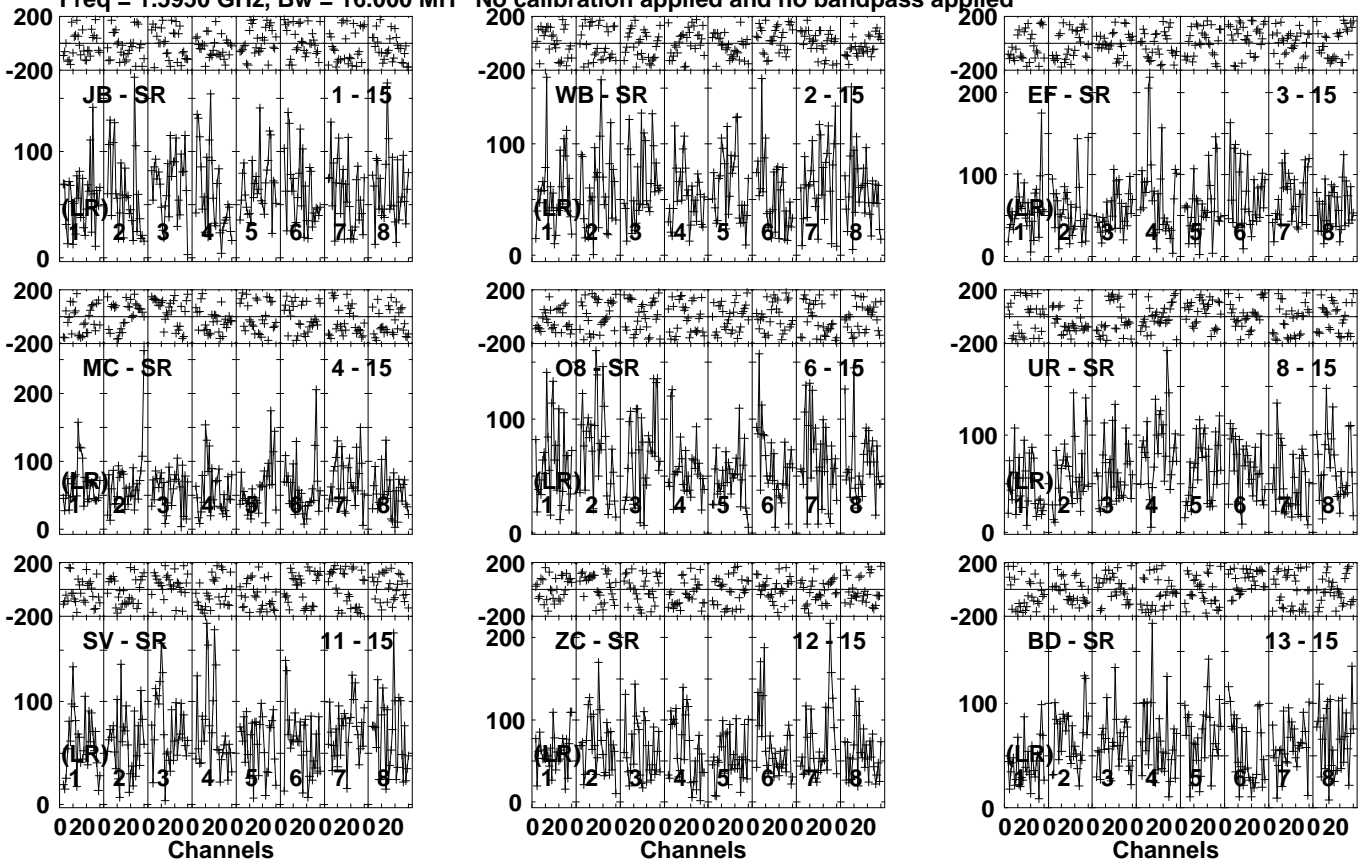 Freq = 1.5950 GHz, Bw = 16.000 MH No calibration applied and no bandpass applied
200
-200
JB - SR 1 - 15
100
(LR)
1 2 3 4 5 6 7 8
0
200
-200
WB - SR 2 - 15
100
(LR)
1 2 3 4 5 6 7 8
0
200
-200
200
EF - SR 3 - 15
100
(LR)
1 2 3 4 5 6 7 8
0
200
-200
MC - SR 4 - 15
200
100
(LR)
1 2 3 4 5 6 7 8
0
200
-200
O8 - SR 6 - 15
100
(LR)
1 2 3 4 5 6 7 8
0
200
-200
UR - SR 8 - 15
100
(LR)
1 2 3 4 5 6 7 8
0
200
-200
SV - SR 11 - 15
100
(LR)
1 2 3 4 5 6 7 8
0
0 20 0 20 0 20 0 20 0 20 0 20 0 20 0 20
Channels
200
-200
200
ZC - SR 12 - 15
100
(LR)
1 2 3 4 5 6 7 8
0
0 20 0 20 0 20 0 20 0 20 0 20 0 20 0 20
Channels
200
-200
BD - SR 13 - 15
100
(LR)
1 2 3 4 5 6 7 8
0
0 20 0 20 0 20 0 20 0 20 0 20 0 20 0 20
Channels